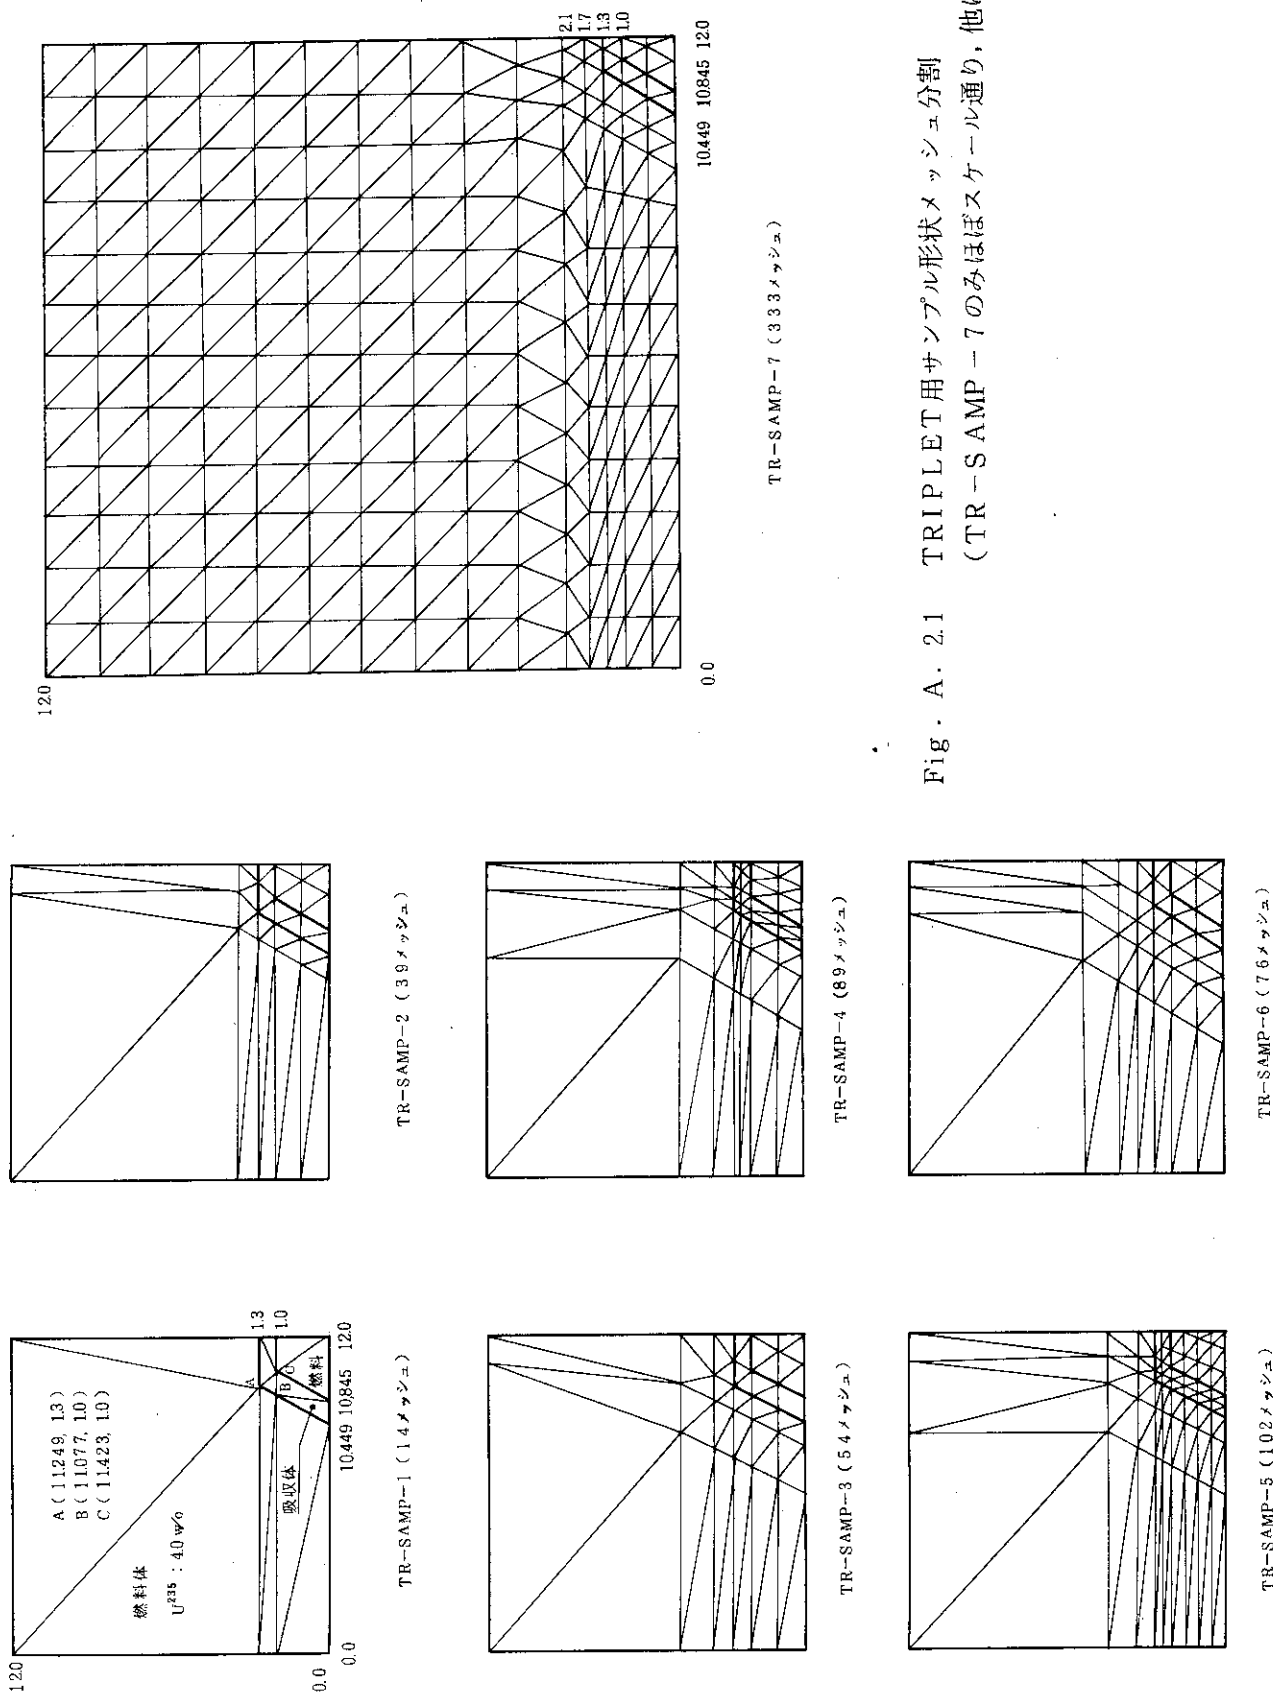 12.0
燃料体
U²³⁵ : 4.0 w/o
A ( 11.249, 1.3 )
B ( 11.077, 1.0 )
C ( 11.423, 1.0 )
A
B
C
吸収体
燃料
1.3
1.0
0.0
0.0
10.449 10.845 12.0
TR-SAMP-1 (14メッシュ)
TR-SAMP-2 (39メッシュ)
TR-SAMP-3 (54メッシュ)
TR-SAMP-4 (89メッシュ)
TR-SAMP-5 (102メッシュ)
TR-SAMP-6 (76メッシュ)
12.0
2.1
1.7
1.3
1.0
0.0
10.449 10.845 12.0
TR-SAMP-7 (333メッシュ)
Fig. A. 2.1 TRIPLET用サンプル形状メッシュ分割
(TR-SAMP-7のみほぼスケール通り, 他